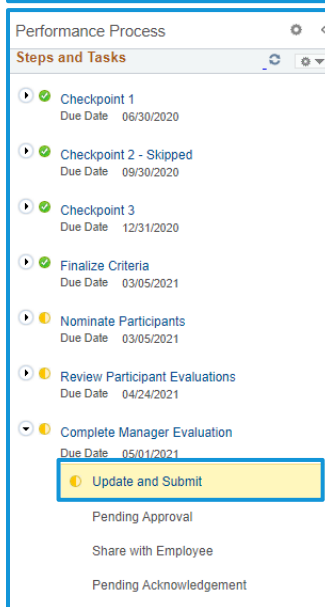 Performance Process
Steps and Tasks
Checkpoint 1
Due Date 06/30/2020
Checkpoint 2 - Skipped
Due Date 09/30/2020
Checkpoint 3
Due Date 12/31/2020
Finalize Criteria
Due Date 03/05/2021
Nominate Participants
Due Date 03/05/2021
Review Participant Evaluations
Due Date 04/24/2021
Complete Manager Evaluation
Due Date 05/01/2021
Update and Submit
Pending Approval
Share with Employee
Pending Acknowledgement